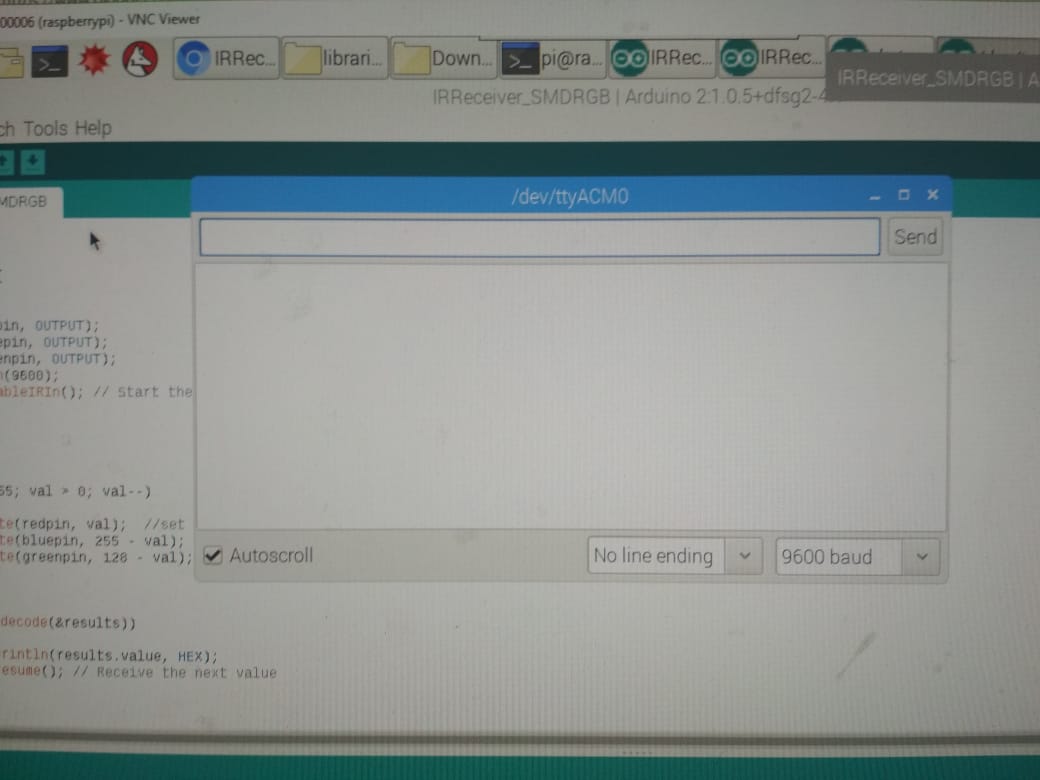 00006 (raspberrypi) - VNC Viewer
IRRec... librari... Down... pi@ra... IRRec... IRRec...
IRReceiver_SMDRGB | A
IRReceiver_SMDRGB | Arduino 2:1.0.5+dfsg2-4
ch Tools Help
MDRGB
/dev/ttyACM0
Send
pin, OUTPUT);
epin, OUTPUT);
enpin, OUTPUT);
n(9600);
ableIRIn(); // Start the
55; val > 0; val--)
te(redpin, val); //set
te(bluepin, 255 - val);
te(greenpin, 128 - val);
Autoscroll
No line ending
9600 baud
decode(&results))
rintln(results.value, HEX);
esume(); // Receive the next value